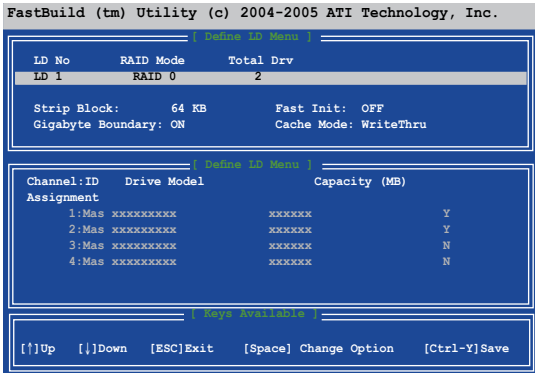 FastBuild (tm) Utility (c) 2004-2005 ATI Technology, Inc.
[ Define LD Menu ]
LD No RAID Mode Total Drv
LD 1 RAID 0 2
Strip Block: 64 KB Fast Init: OFF
Gigabyte Boundary: ON Cache Mode: WriteThru
[ Define LD Menu ]
Channel:ID Drive Model Capacity (MB)
Assignment
1:Mas xxxxxxxxx xxxxxx Y
2:Mas xxxxxxxxx xxxxxx Y
3:Mas xxxxxxxxx xxxxxx N
4:Mas xxxxxxxxx xxxxxx N
[ Keys Available ]
[↑]Up [↓]Down [ESC]Exit [Space] Change Option [Ctrl-Y]Save